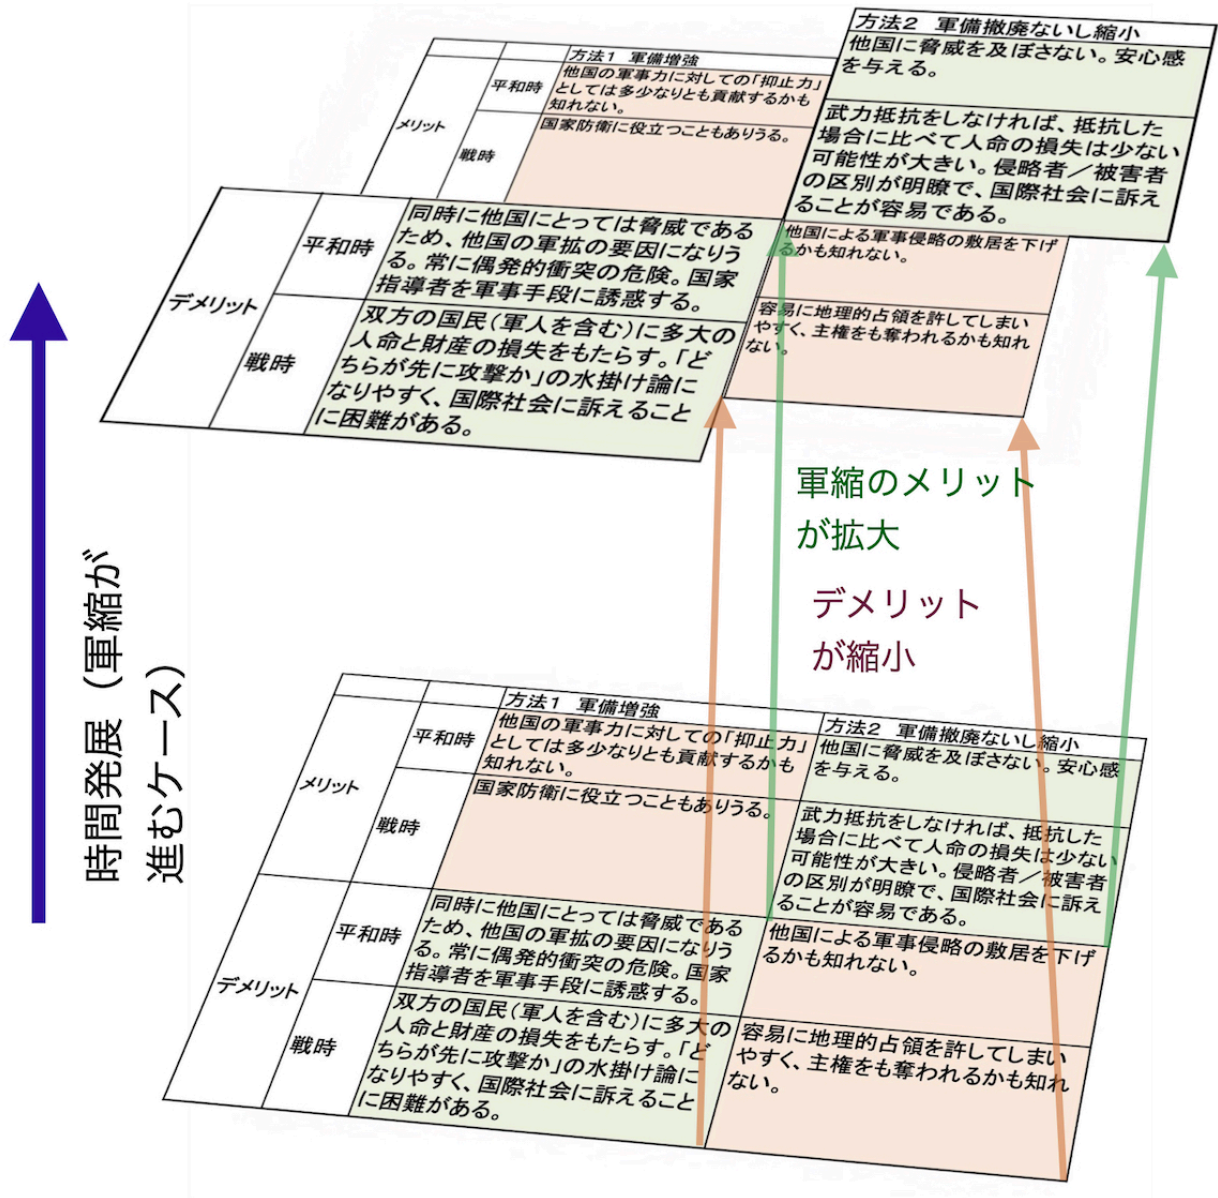 方法1 軍備増強
方法2 軍備撤廃ないし縮小
メリット
平和時
他国の軍事力に対しての「抑止力」
としては多少なりとも貢献するかも
知れない。
他国に脅威を及ぼさない。安心感
を与える。
戦時
国家防衛に役立つこともありうる。
武力抵抗をしなければ、抵抗した
場合に比べて人命の損失は少ない
可能性が大きい。侵略者／被害者
の区別が明瞭で、国際社会に訴え
ることが容易である。
デメリット
平和時
同時に他国にとっては脅威である
ため、他国の軍拡の要因になりう
る。常に偶発的衝突の危険。国家
指導者を軍事手段に誘惑する。
他国による軍事侵略の敷居を下げ
るかも知れない。
戦時
双方の国民（軍人を含む）に多大の
人命と財産の損失をもたらす。「ど
ちらが先に攻撃か」の水掛け論に
なりやすく、国際社会に訴えること
に困難がある。
容易に地理的占領を許してしまい
やすく、主権をも奪われるかも知れ
ない。
軍縮のメリット
が拡大
デメリット
が縮小
時間発展（軍縮が
進むケース）
方法1 軍備増強
方法2 軍備撤廃ないし縮小
メリット
平和時
他国の軍事力に対しての「抑止力」
としては多少なりとも貢献するかも
知れない。
他国に脅威を及ぼさない。安心感
を与える。
戦時
国家防衛に役立つこともありうる。
武力抵抗をしなければ、抵抗した
場合に比べて人命の損失は少ない
可能性が大きい。侵略者／被害者
の区別が明瞭で、国際社会に訴え
ることが容易である。
デメリット
平和時
同時に他国にとっては脅威である
ため、他国の軍拡の要因になりう
る。常に偶発的衝突の危険。国家
指導者を軍事手段に誘惑する。
他国による軍事侵略の敷居を下げ
るかも知れない。
戦時
双方の国民（軍人を含む）に多大の
人命と財産の損失をもたらす。「ど
ちらが先に攻撃か」の水掛け論に
なりやすく、国際社会に訴えること
に困難がある。
容易に地理的占領を許してしまい
やすく、主権をも奪われるかも知れ
ない。